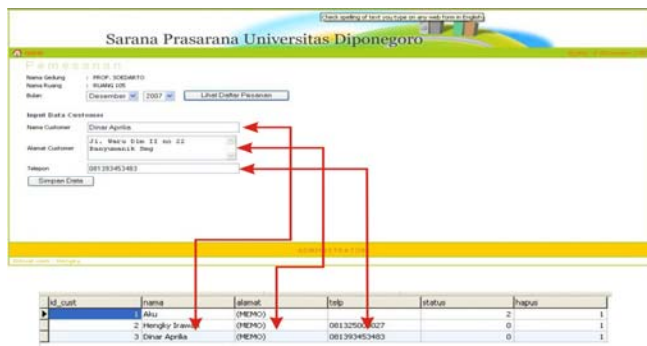 Check spelling of text you type on any web form in English
Sarana Prasarana Universitas Diponegoro
Pemesanan
Nama Gedung : PROF. SOEDARTO
Nama Ruang : RUANG 105
Bulan Desember 2007 Lihat Daftar Pesanan
Input Data Customer
Nama Customer Dinar Aprilia
Alamat Customer Jl. Waru Dlm II no 22
Banyumanik Smg
Telepon 081393453483
Simpan Data
ADMINISTRATOR
id_cust nama alamat telp status hapus
1 Aku (MEMO) 2 1
2 Hengky (MEMO) 0 1
3 Dinar Aprilia (MEMO) 081393453483 0 1